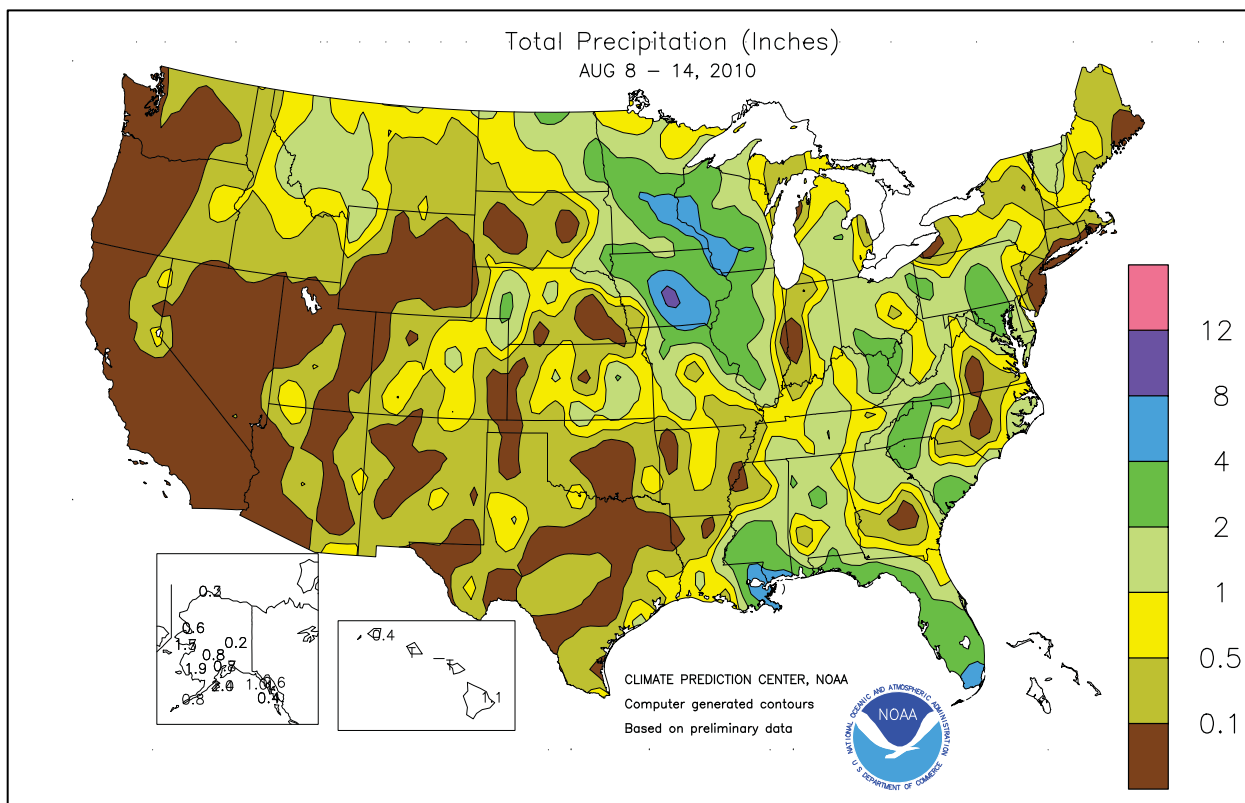 Total Precipitation (Inches)
AUG 8 – 14, 2010
12
8
4
2
1
0.5
0.1
0.6
0.2
0.8
1.9
0.8
0.6
0.4
0.4
1.1
CLIMATE PREDICTION CENTER, NOAA
Computer generated contours
Based on preliminary data
NATIONAL OCEANIC AND ATMOSPHERIC ADMINISTRATION
NOAA
U S DEPARTMENT OF COMMERCE